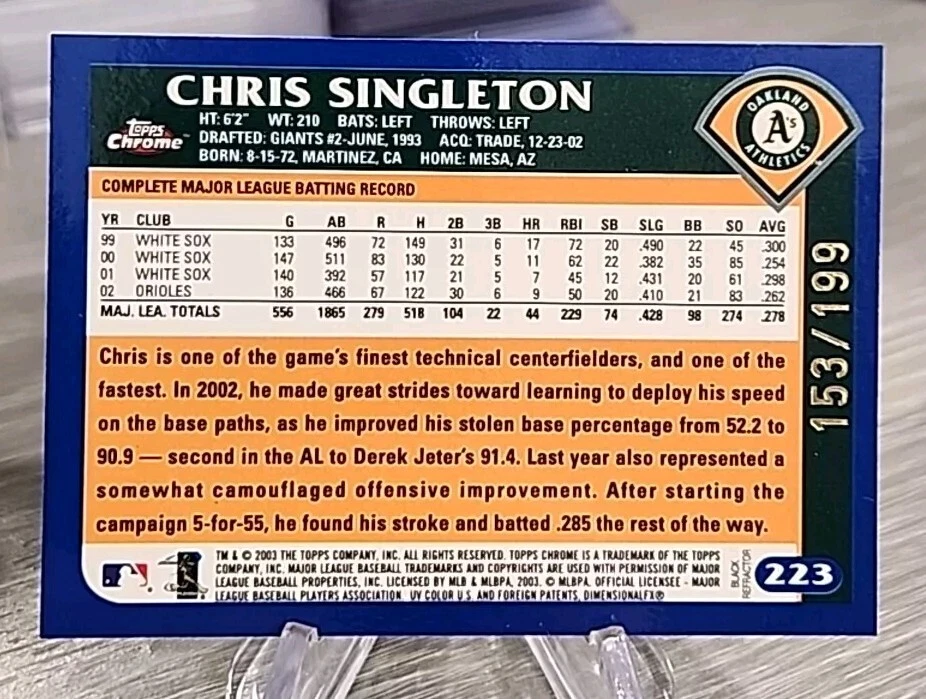 CHRIS SINGLETON
HT: 6'2" WT: 210 BATS: LEFT THROWS: LEFT
DRAFTED: GIANTS #2-JUNE, 1993 ACQ: TRADE, 12-23-02
BORN: 8-15-72, MARTINEZ, CA HOME: MESA, AZ
Topps
Chrome
OAKLAND
A's
ATHLETICS
COMPLETE MAJOR LEAGUE BATTING RECORD
YR CLUB G AB R H 2B 3B HR RBI SB SLG BB SO AVG
99 WHITE SOX 133 496 72 149 31 6 17 72 20 .490 22 45 .300
00 WHITE SOX 147 511 83 130 22 5 11 62 22 .382 35 85 .254
01 WHITE SOX 140 392 57 117 21 5 7 45 12 .431 20 61 .298
02 ORIOLES 136 466 67 122 30 6 9 50 20 .410 21 83 .262
MAJ. LEA. TOTALS 556 1865 279 518 104 22 44 229 74 .428 98 274 .278
153/199
Chris is one of the game's finest technical centerfielders, and one of the
fastest. In 2002, he made great strides toward learning to deploy his speed
on the base paths, as he improved his stolen base percentage from 52.2 to
90.9 — second in the AL to Derek Jeter's 91.4. Last year also represented a
somewhat camouflaged offensive improvement. After starting the
campaign 5-for-55, he found his stroke and batted .285 the rest of the way.
TM & © 2003 THE TOPPS COMPANY, INC. ALL RIGHTS RESERVED. TOPPS CHROME IS A TRADEMARK OF THE TOPPS
COMPANY, INC. MAJOR LEAGUE BASEBALL TRADEMARKS AND COPYRIGHTS ARE USED WITH PERMISSION OF MAJOR
LEAGUE BASEBALL PROPERTIES, INC. LICENSED BY MLB & MLBPA, 2003. © MLBPA. OFFICIAL LICENSEE - MAJOR
LEAGUE BASEBALL PLAYERS ASSOCIATION. UV COLOR U.S. AND FOREIGN PATENTS, DIMENSIONALFX®
BLACK
REFRACTOR
223